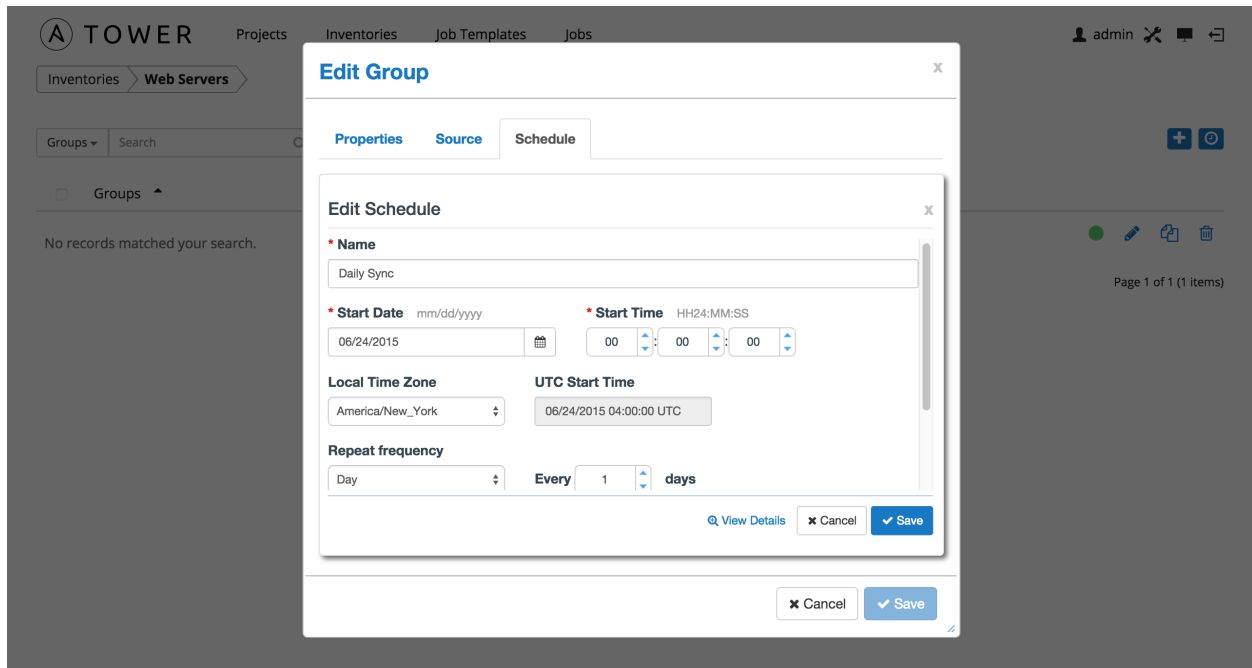 A TOWER Projects Inventories Job Templates Jobs admin
Inventories Web Servers
Edit Group x
Groups Search
Properties Source Schedule
Groups
Edit Schedule x
No records matched your search.
* Name
Daily Sync
Page 1 of 1 (1 items)
* Start Date mm/dd/yyyy * Start Time HH24:MM:SS
06/24/2015 00 : 00 : 00
Local Time Zone UTC Start Time
America/New_York 06/24/2015 04:00:00 UTC
Repeat frequency
Day Every 1 days
View Details Cancel Save
Cancel Save